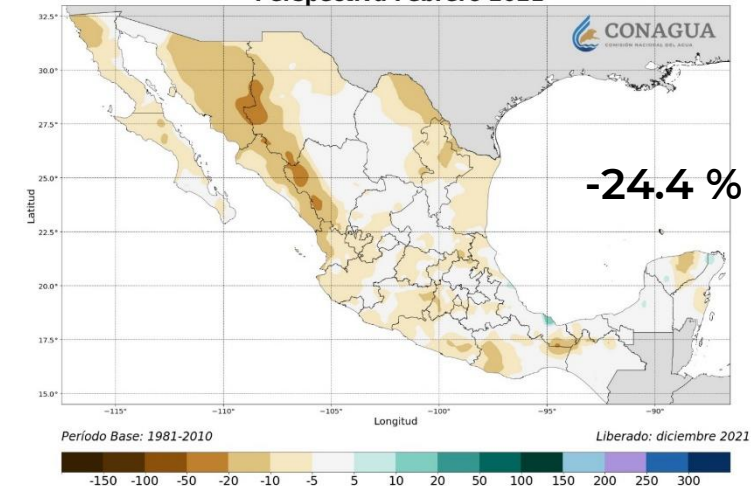 Perspectiva Febrero 2021
CONAGUA
COMISIÓN NACIONAL DEL AGUA
-24.4 %
32.5°
30.0°
27.5°
25.0°
22.5°
20.0°
17.5°
15.0°
Latitud
-115° -110° -105° -100° -95° -90°
Longitud
Período Base: 1981-2010 Liberado: diciembre 2021
-150 -100 -50 -20 -10 -5 5 10 20 50 100 150 200 250 300